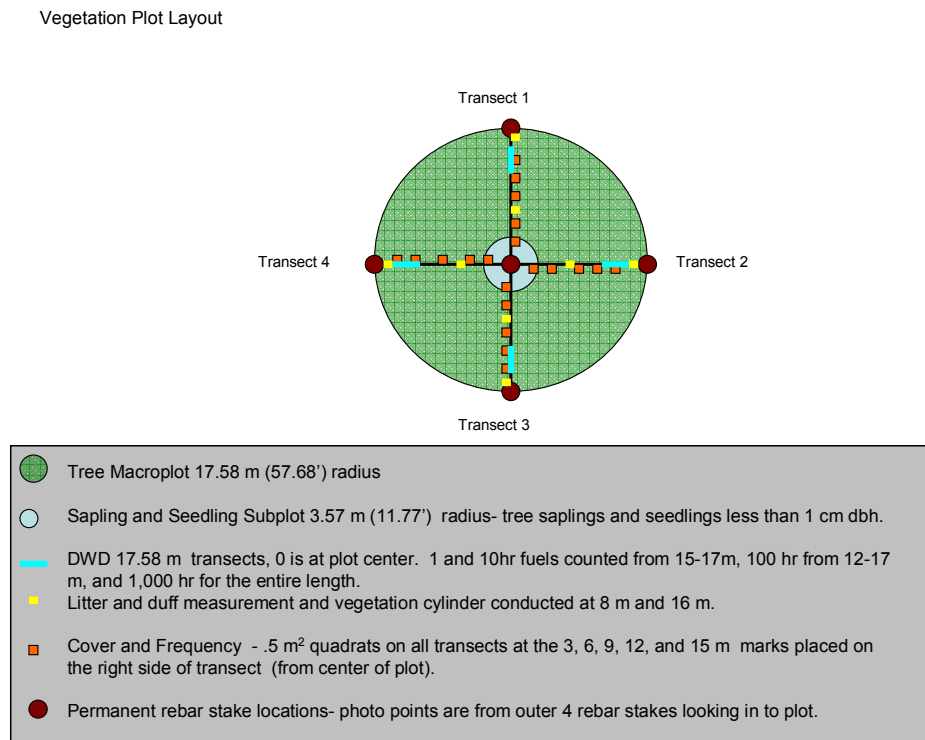 Vegetation Plot Layout
Transect 1
Transect 4
Transect 2
Transect 3
Tree Macroplot 17.58 m (57.68') radius
Sapling and Seedling Subplot 3.57 m (11.77') radius- tree saplings and seedlings less than 1 cm dbh.
DWD 17.58 m transects, 0 is at plot center. 1 and 10hr fuels counted from 15-17m, 100 hr from 12-17
m, and 1,000 hr for the entire length.
Litter and duff measurement and vegetation cylinder conducted at 8 m and 16 m.
Cover and Frequency - .5 m² quadrats on all transects at the 3, 6, 9, 12, and 15 m marks placed on
the right side of transect (from center of plot).
Permanent rebar stake locations- photo points are from outer 4 rebar stakes looking in to plot.